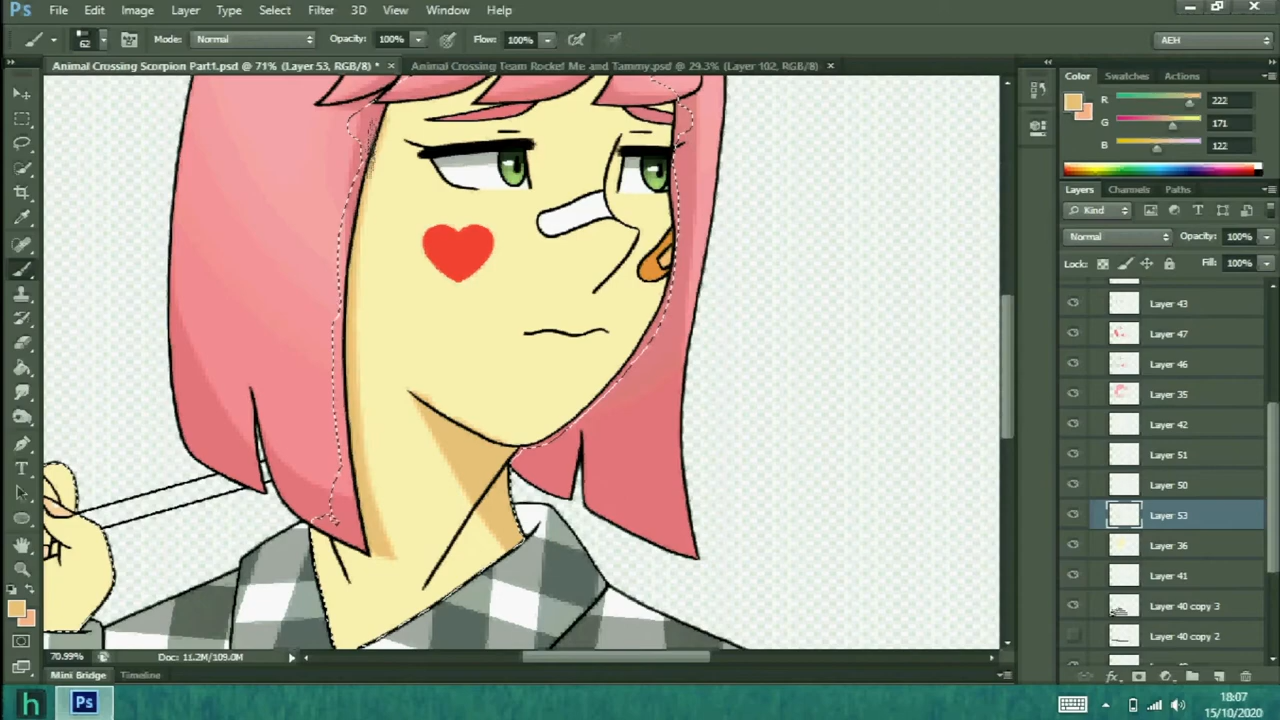 Ps File Edit Image Layer Type Select Filter 3D View Window Help
62 Mode: Normal Opacity: 100% Flow: 100% AEH
Animal Crossing Scorpion Part1.psd @ 71% (Layer 53, RGB/8) * × Animal Crossing Team Rocket Me and Tammy.psd @ 29.3% (Layer 102, RGB/8) ×
Color Swatches Actions
R 222
G 171
B 122
Layers Channels Paths
Kind
Normal Opacity: 100%
Lock: Fill: 100%
Layer 43
Layer 47
Layer 46
Layer 35
Layer 42
Layer 51
Layer 50
Layer 53
Layer 36
Layer 41
Layer 40 copy 3
Layer 40 copy 2
70.99% Doc: 11.2M/109.0M
Mini Bridge Timeline
h Ps
18:07
15/10/2020